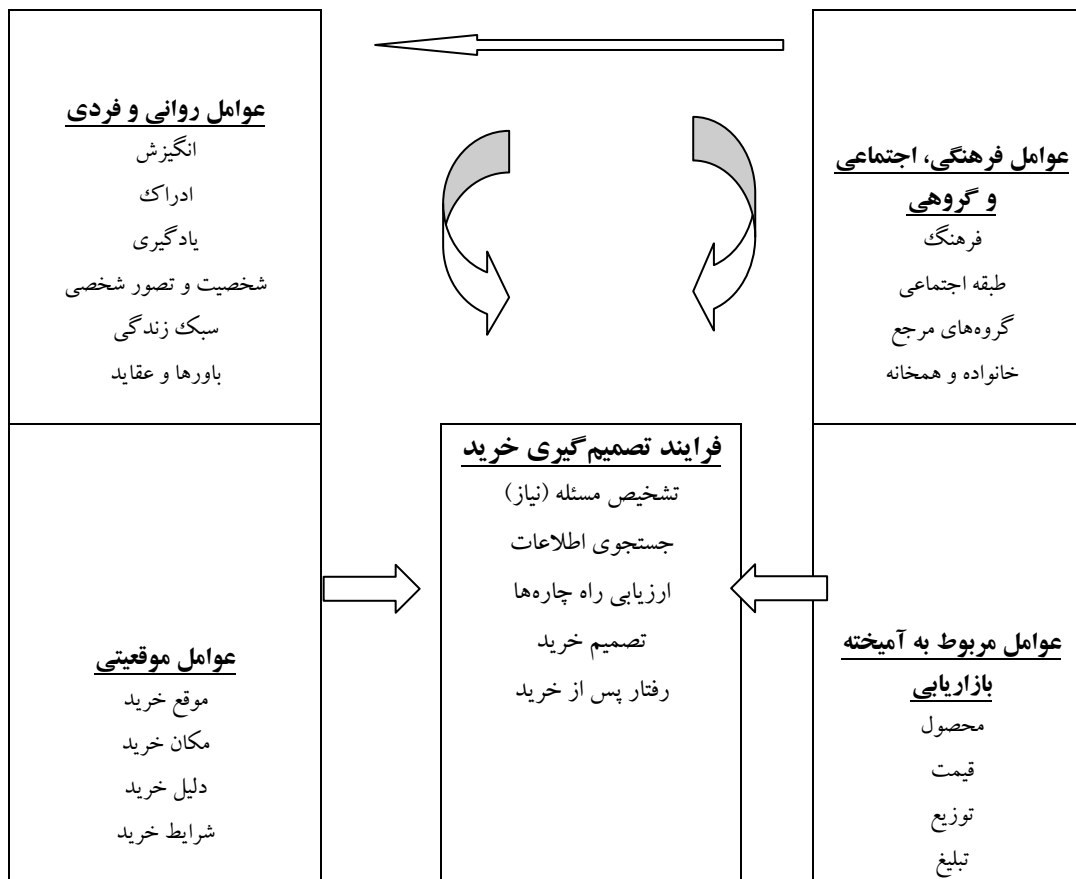 عوامل فرهنگی، اجتماعی
و گروهی
فرهنگ
طبقه اجتماعی
گروه‌های مرجع
خانواده و همخانه
عوامل روانی و فردی
انگیزش
ادراک
یادگیری
شخصیت و تصور شخصی
سبک زندگی
باورها و عقاید
عوامل مربوط به آمیخته
بازاریابی
محصول
قیمت
توزیع
تبلیغ
فرایند تصمیم‌گیری خرید
تشخیص مسئله (نیاز)
جستجوی اطلاعات
ارزیابی راه چاره‌ها
تصمیم خرید
رفتار پس از خرید
عوامل موقعیتی
موقع خرید
مکان خرید
دلیل خرید
شرایط خرید